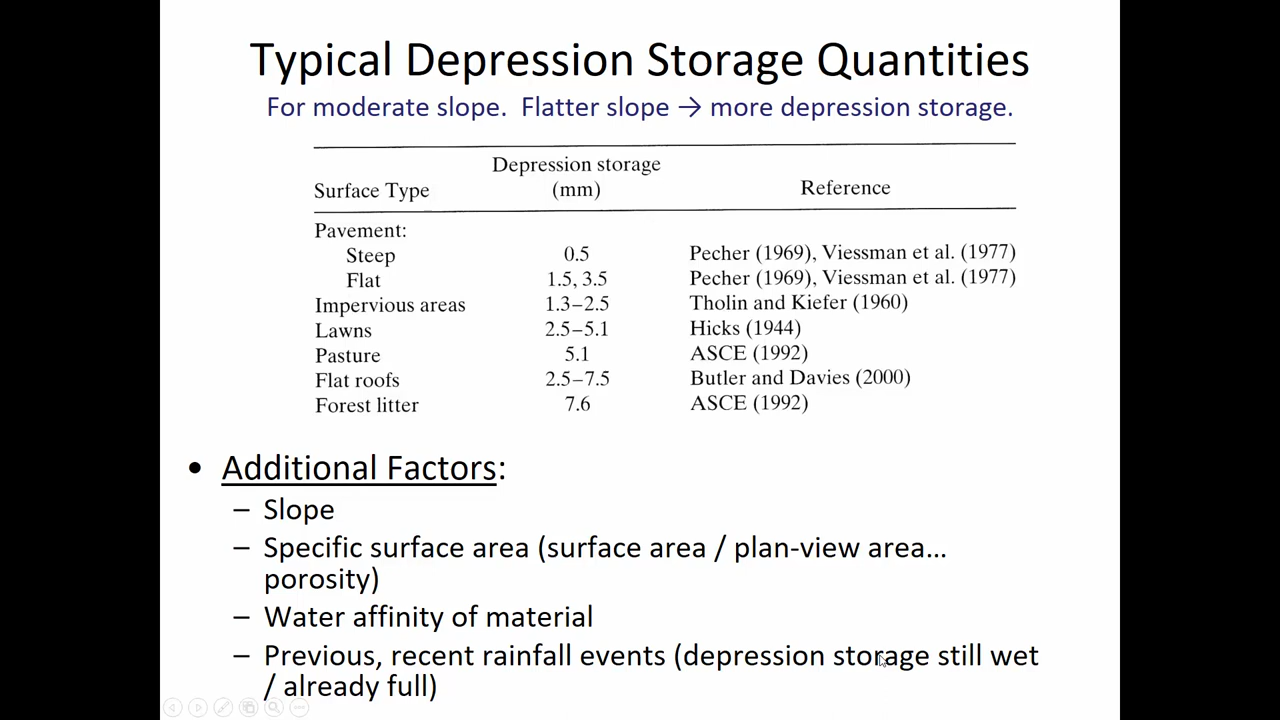 Typical Depression Storage Quantities
For moderate slope.  Flatter slope → more depression storage.
Depression storage
Surface Type (mm) Reference
Pavement:
Steep 0.5 Pecher (1969), Viessman et al. (1977)
Flat 1.5, 3.5 Pecher (1969), Viessman et al. (1977)
Impervious areas 1.3–2.5 Tholin and Kiefer (1960)
Lawns 2.5–5.1 Hicks (1944)
Pasture 5.1 ASCE (1992)
Flat roofs 2.5–7.5 Butler and Davies (2000)
Forest litter 7.6 ASCE (1992)
• Additional Factors:
– Slope
– Specific surface area (surface area / plan-view area…
porosity)
– Water affinity of material
– Previous, recent rainfall events (depression storage still wet
/ already full)